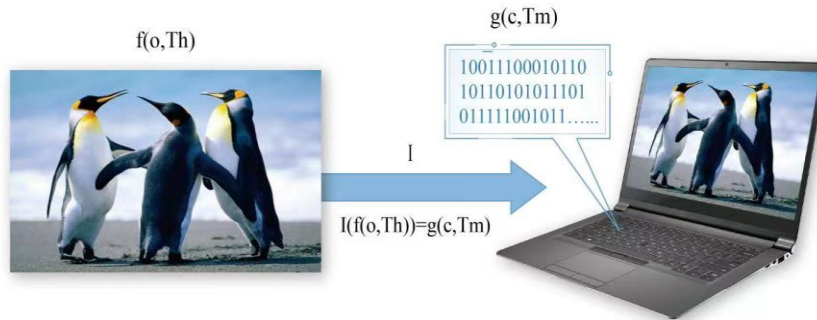 f(o,Th)
g(c,Tm)
10011100010110
10110101011101
011111001011......
I
I(f(o,Th))=g(c,Tm)